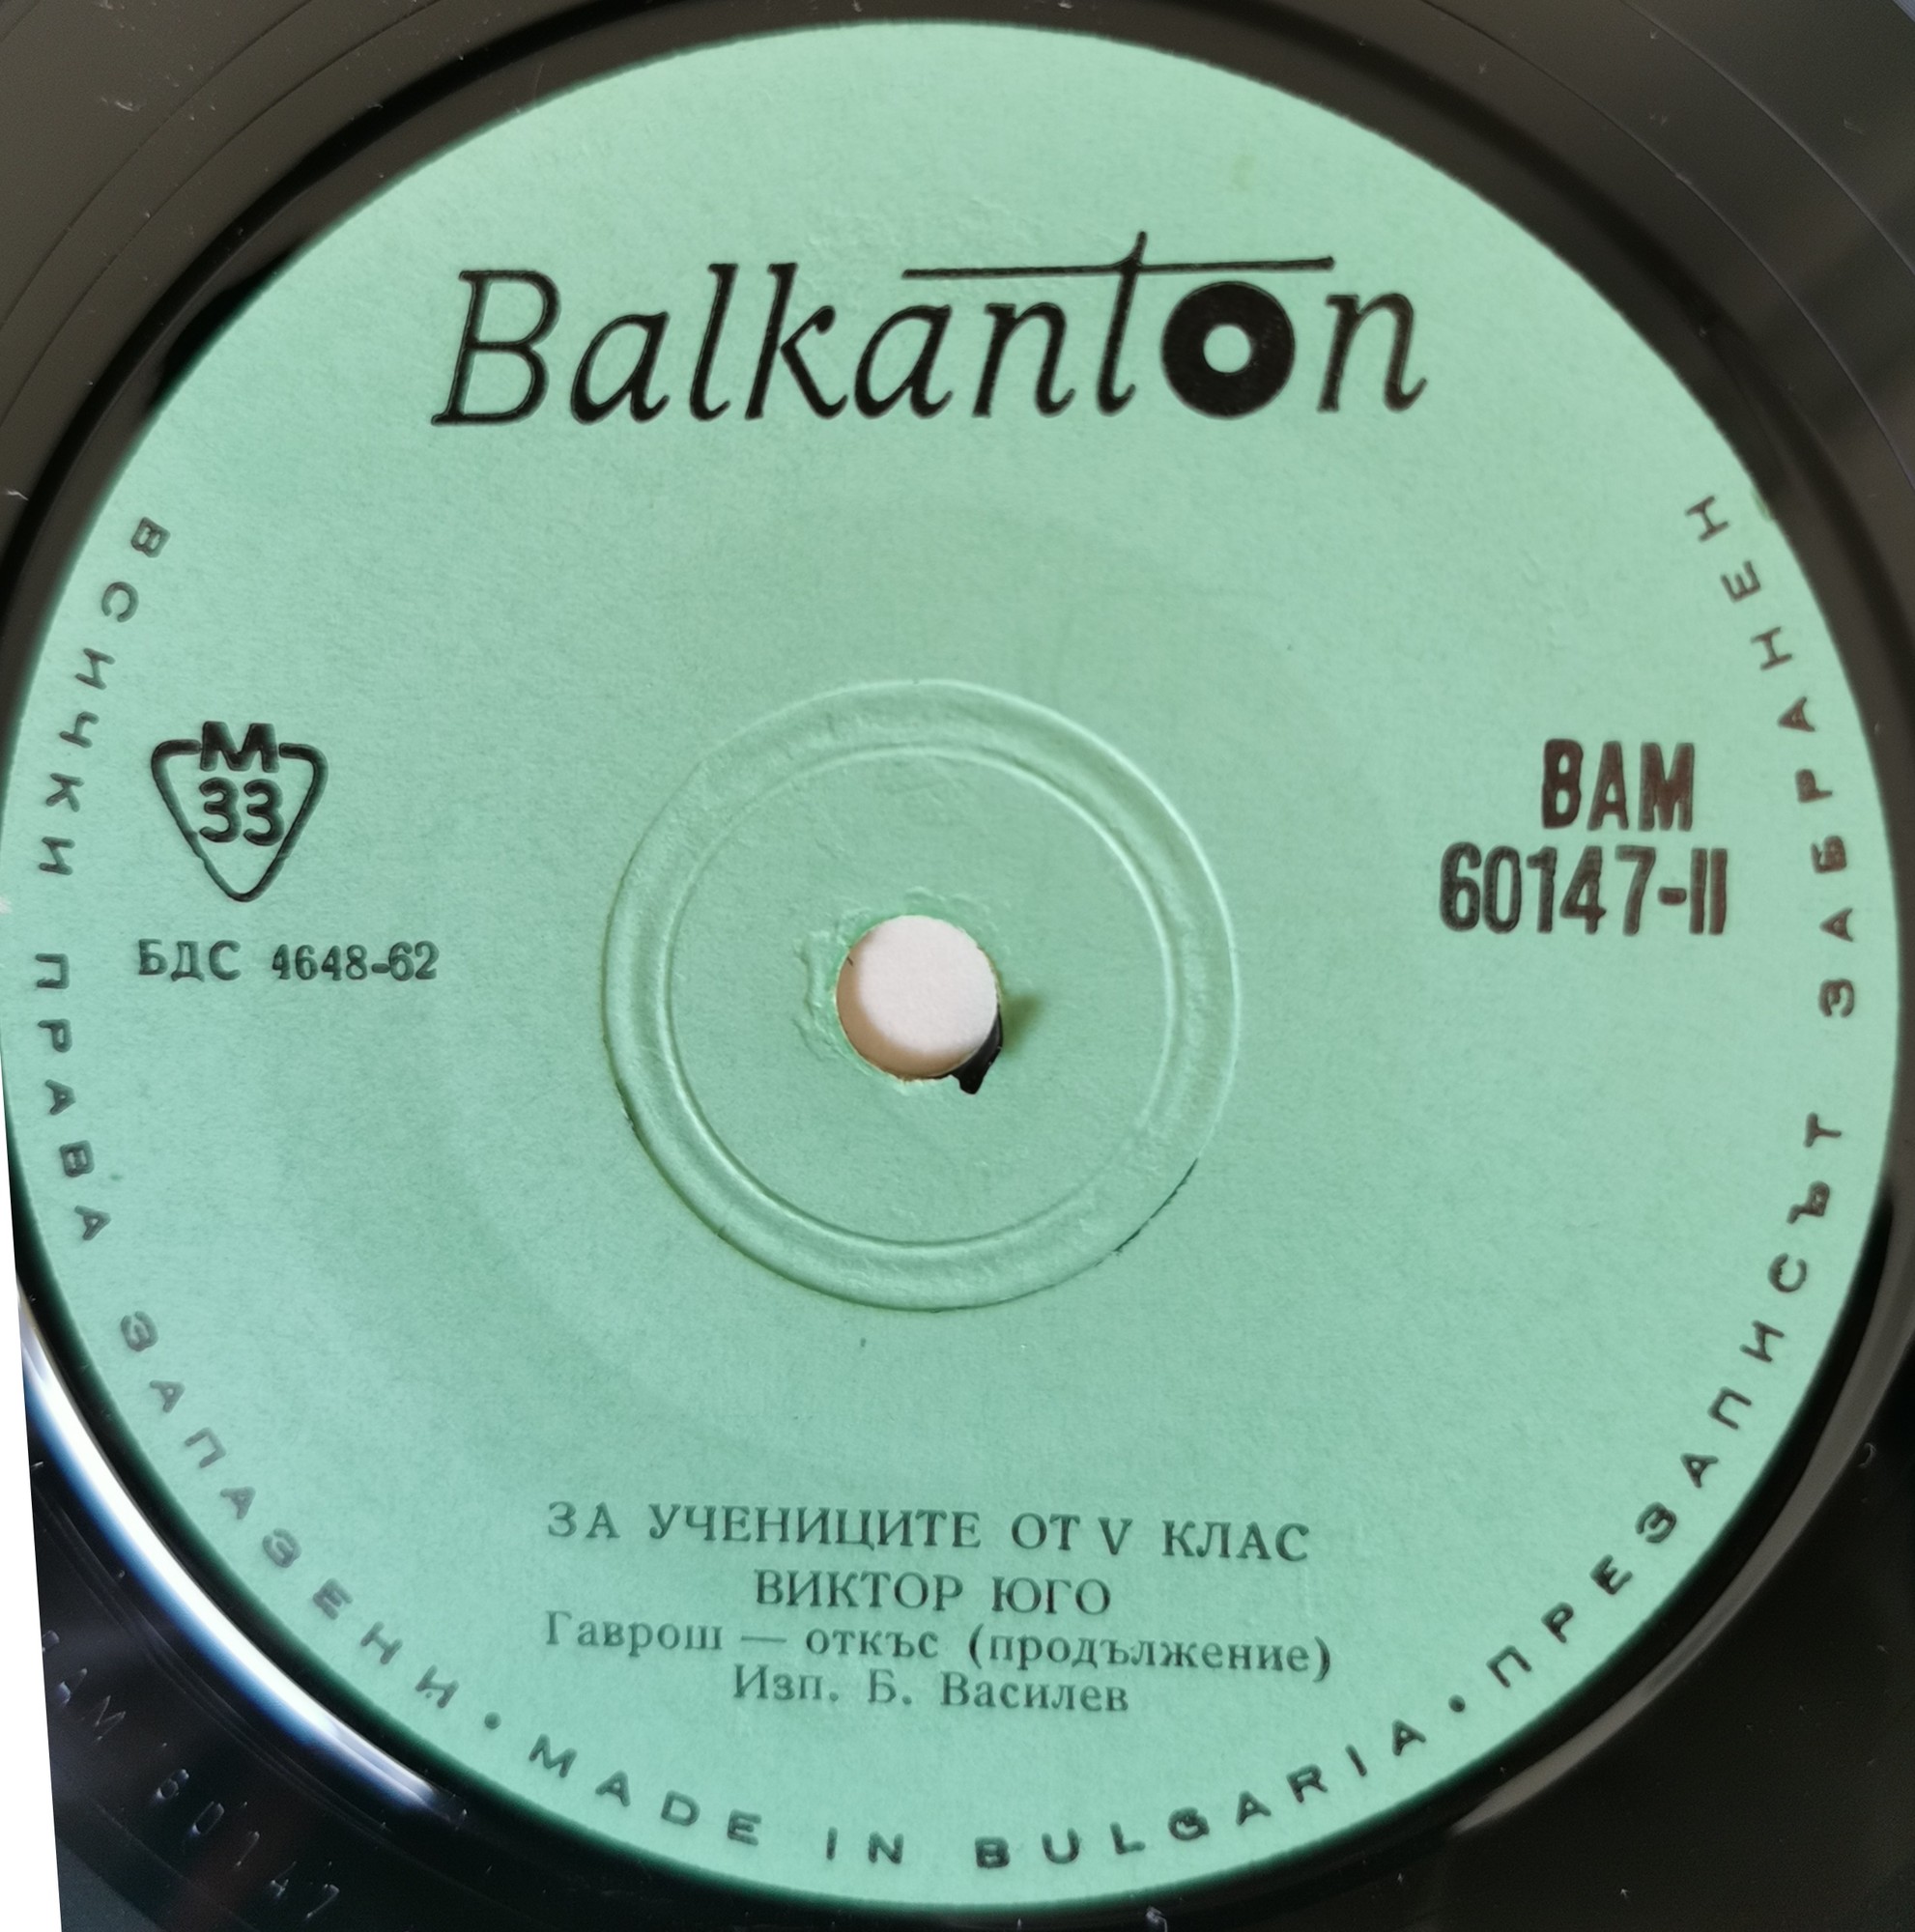 Balkanton
M
33
БДС 4648-62
ВАМ
60147-II
ЗА УЧЕНИЦИТЕ ОТ V КЛАС
ВИКТОР ЮГО
Гаврош — откъс (продължение)
Изп. Б. Василев
ВСИЧКИ ПРАВА ЗАПАЗЕНИ • MADE IN BULGARIA • ПРЕЗАПИСЪТ ЗАБРАНЕН